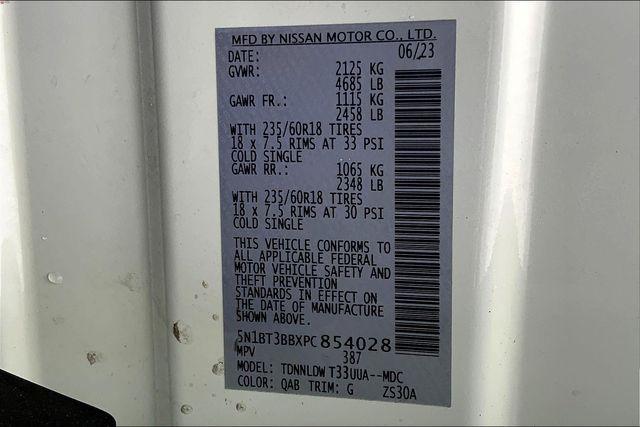 MFD BY NISSAN MOTOR CO., LTD.
DATE: 06/23
GVWR: 2125 KG
4685 LB
GAWR FR.: 1115 KG
2458 LB
WITH 235/60R18 TIRES
18 x 7.5 RIMS AT 33 PSI
COLD SINGLE
GAWR RR.: 1065 KG
2348 LB
WITH 235/60R18 TIRES
18 x 7.5 RIMS AT 30 PSI
COLD SINGLE
THIS VEHICLE CONFORMS TO
ALL APPLICABLE FEDERAL
MOTOR VEHICLE SAFETY AND
THEFT PREVENTION
STANDARDS IN EFFECT ON
THE DATE OF MANUFACTURE
SHOWN ABOVE.
5N1BT3BBXPC854028
MPV 387
MODEL: TDNNLDWT33UUA--MDC
COLOR: QAB TRIM: G ZS30A